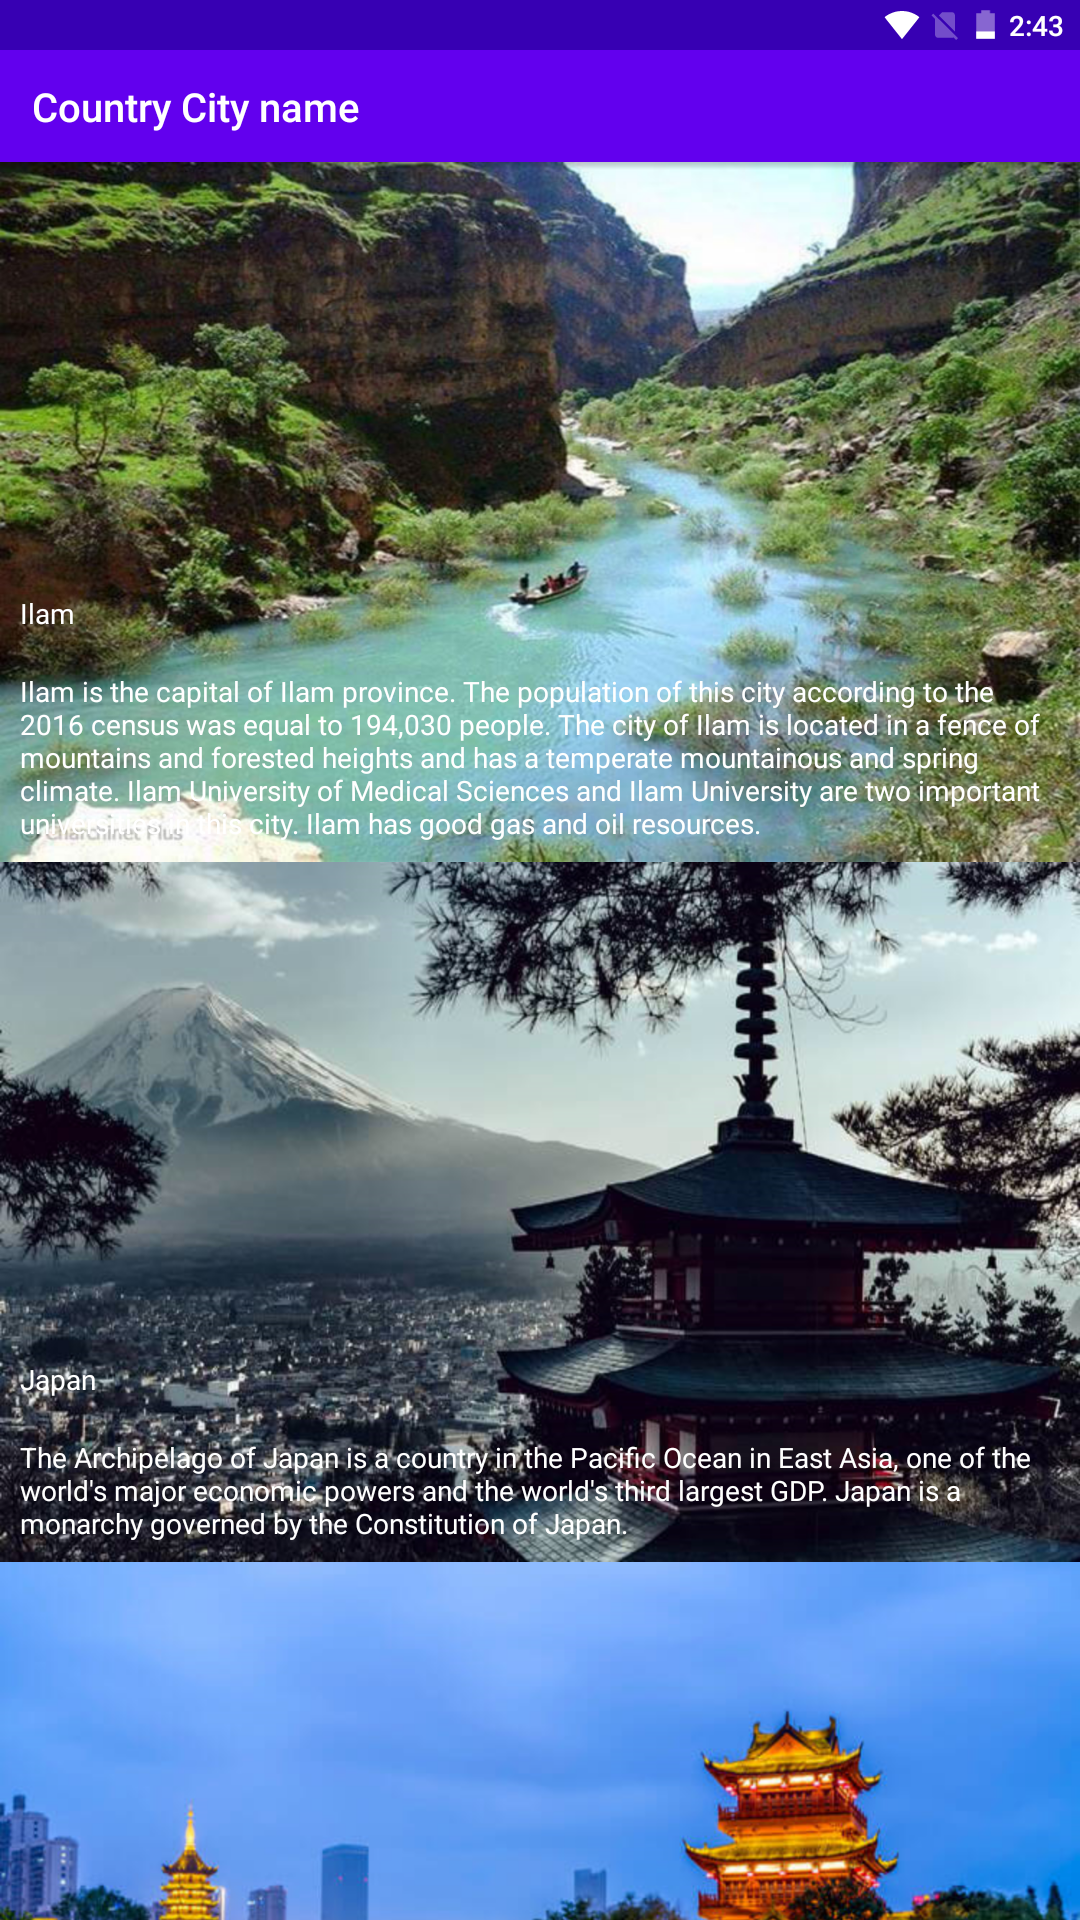 2:43
Country City name
Ilam
Ilam is the capital of Ilam province. The population of this city according to the
2016 census was equal to 194,030 people. The city of Ilam is located in a fence of
mountains and forested heights and has a temperate mountainous and spring
climate. Ilam University of Medical Sciences and Ilam University are two important
universities in this city. Ilam has good gas and oil resources.
Japan
The Archipelago of Japan is a country in the Pacific Ocean in East Asia, one of the
world's major economic powers and the world's third largest GDP. Japan is a
monarchy governed by the Constitution of Japan.